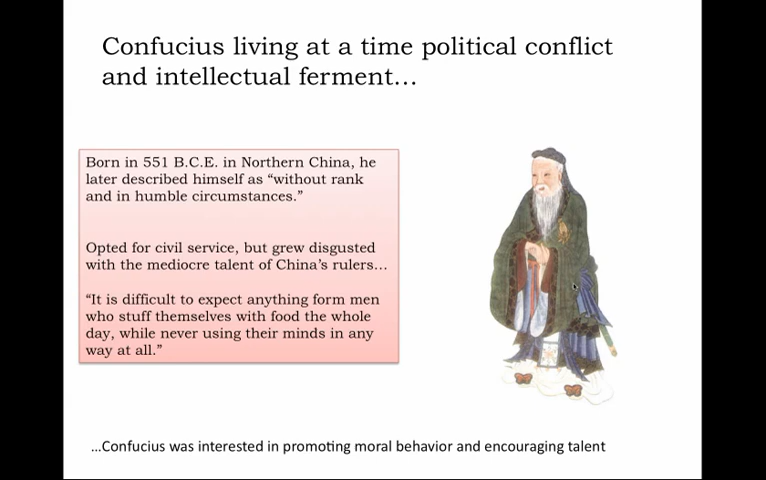 Confucius living at a time political conflict
and intellectual ferment…
Born in 551 B.C.E. in Northern China, he
later described himself as “without rank
and in humble circumstances.”
Opted for civil service, but grew disgusted
with the mediocre talent of China’s rulers…
“It is difficult to expect anything form men
who stuff themselves with food the whole
day, while never using their minds in any
way at all.”
…Confucius was interested in promoting moral behavior and encouraging talent